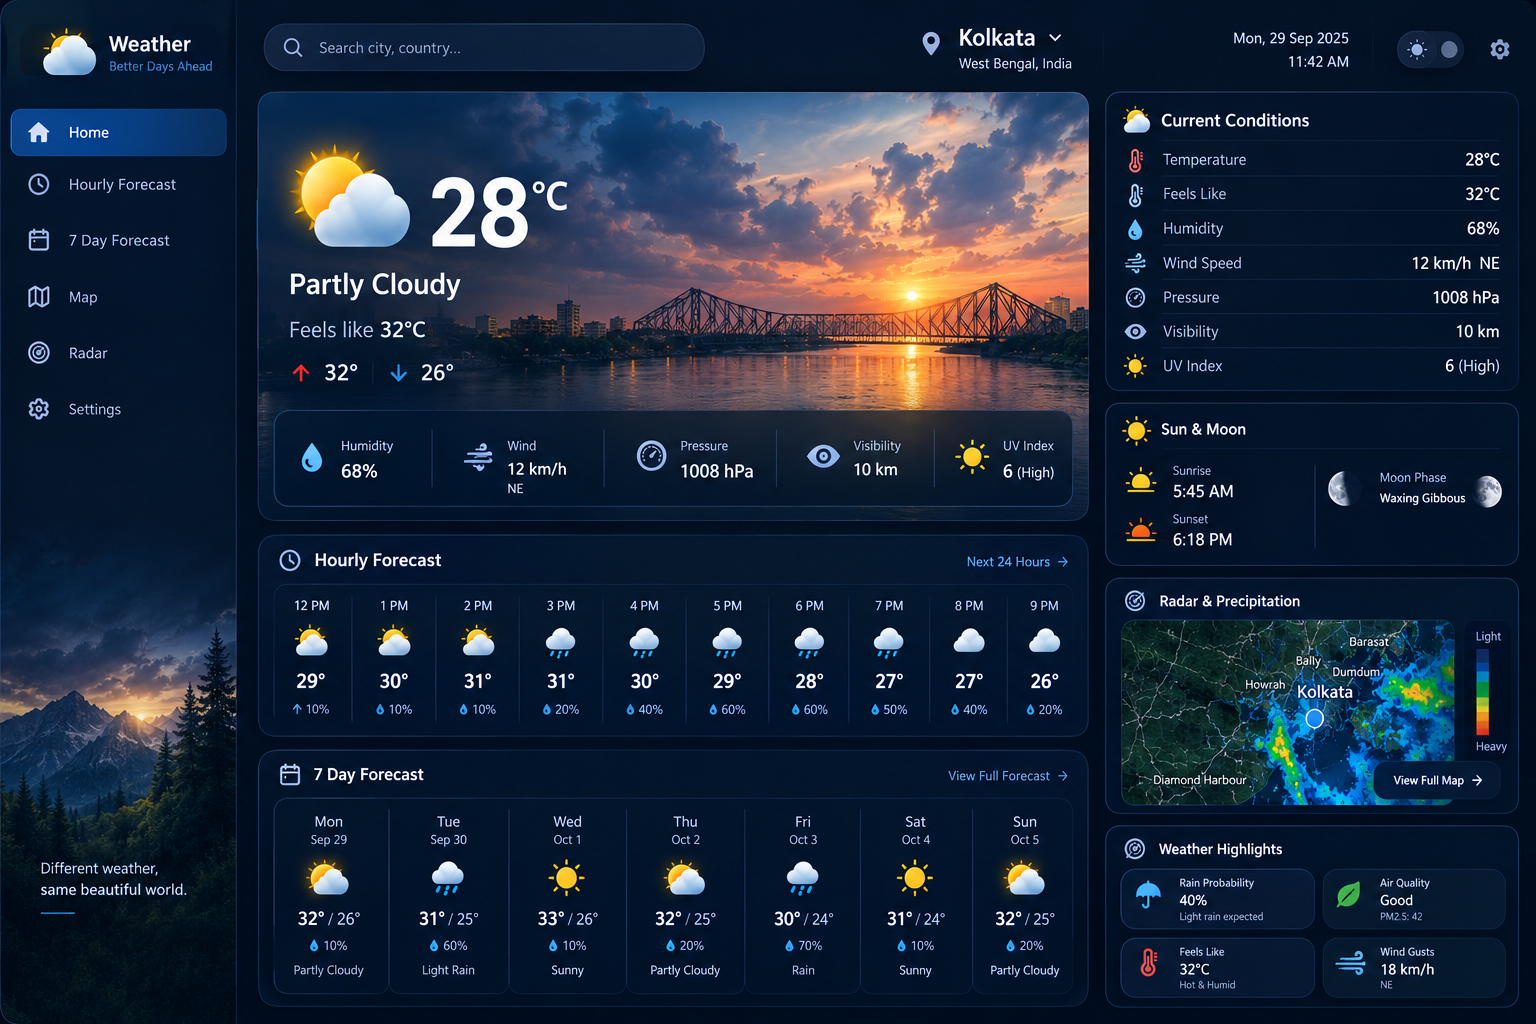 Weather
Better Days Ahead
Search city, country...
Kolkata
West Bengal, India
Mon, 29 Sep 2025
11:42 AM
Home
Hourly Forecast
7 Day Forecast
Map
Radar
Settings
Different weather,
same beautiful world.
28°C
Partly Cloudy
Feels like 32°C
32° 26°
Humidity
68%
Wind
12 km/h
NE
Pressure
1008 hPa
Visibility
10 km
UV Index
6 (High)
Hourly Forecast
Next 24 Hours →
12 PM 1 PM 2 PM 3 PM 4 PM 5 PM 6 PM 7 PM 8 PM 9 PM
29° 30° 31° 31° 30° 29° 28° 27° 27° 26°
10% 10% 10% 20% 40% 60% 60% 50% 40% 20%
7 Day Forecast
View Full Forecast →
Mon Tue Wed Thu Fri Sat Sun
Sep 29 Sep 30 Oct 1 Oct 2 Oct 3 Oct 4 Oct 5
32° / 26° 31° / 25° 33° / 26° 32° / 25° 30° / 24° 31° / 24° 32° / 25°
10% 60% 10% 20% 70% 10% 20%
Partly Cloudy Light Rain Sunny Partly Cloudy Rain Sunny Partly Cloudy
Current Conditions
Temperature 28°C
Feels Like 32°C
Humidity 68%
Wind Speed 12 km/h NE
Pressure 1008 hPa
Visibility 10 km
UV Index 6 (High)
Sun & Moon
Sunrise
5:45 AM
Sunset
6:18 PM
Moon Phase
Waxing Gibbous
Radar & Precipitation
Barasat
Bally
Dumdum
Howrah
Kolkata
Diamond Harbour
Light
Heavy
View Full Map →
Weather Highlights
Rain Probability
40%
Light rain expected
Air Quality
Good
PM2.5: 42
Feels Like
32°C
Hot & Humid
Wind Gusts
18 km/h
NE